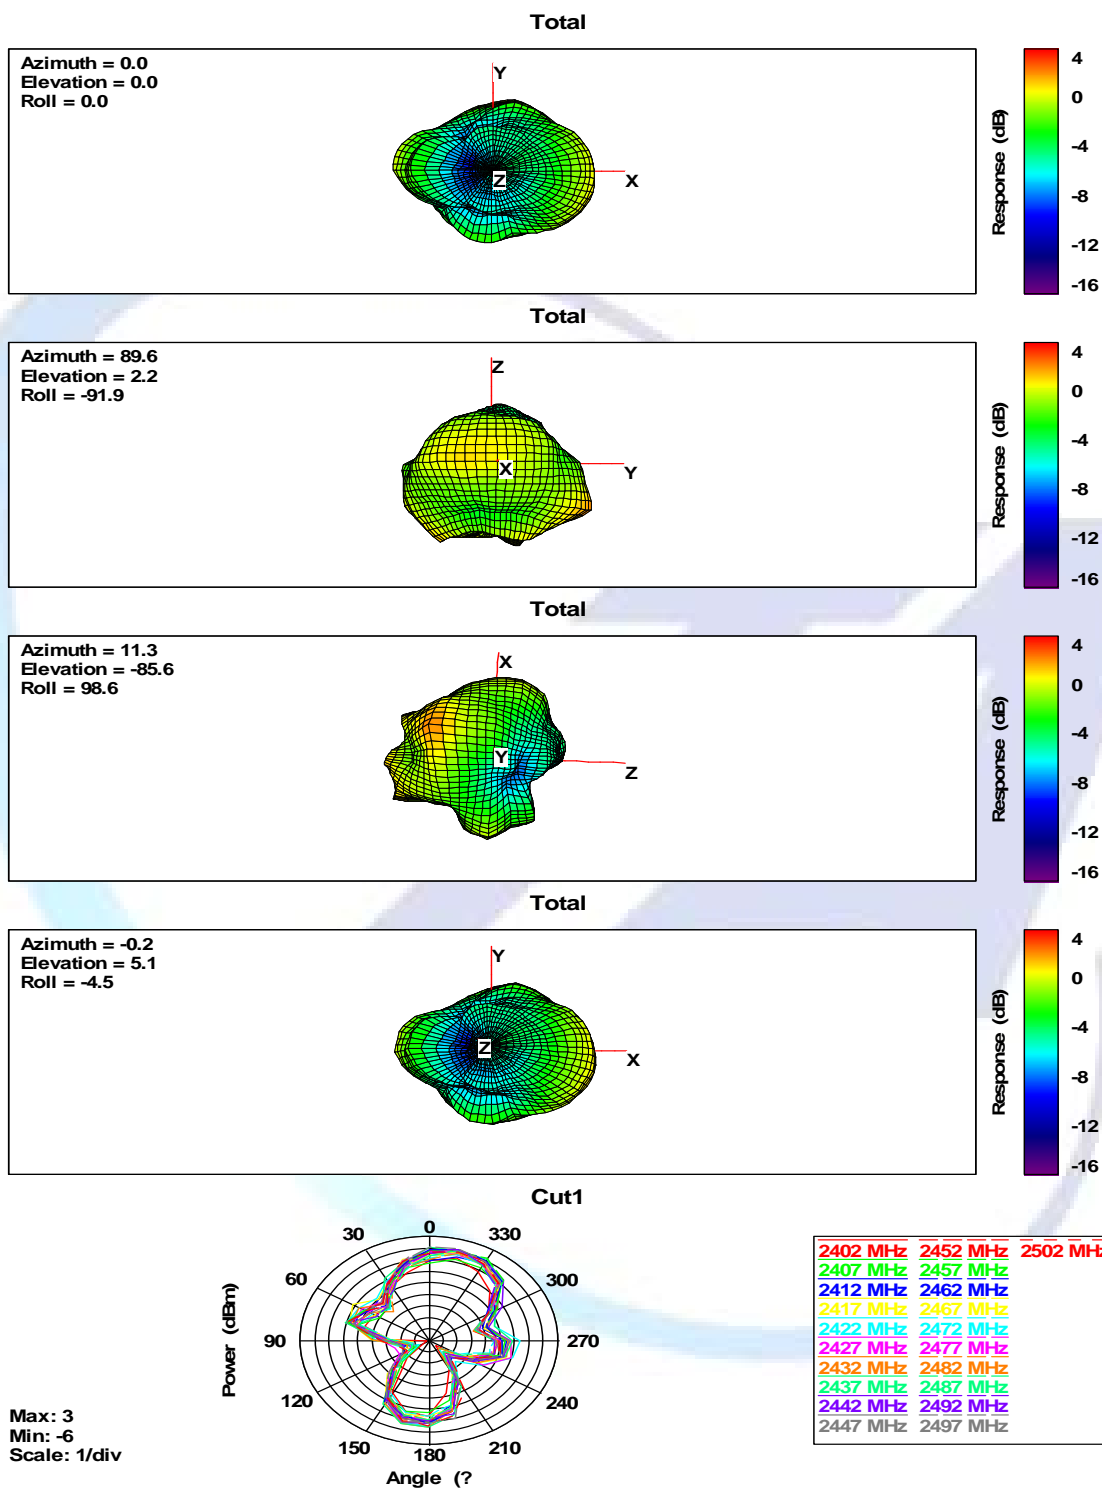 Total
Azimuth = 0.0
Elevation = 0.0
Roll = 0.0
Y
Z
X
Response (dB)
4
0
-4
-8
-12
-16
Total
Azimuth = 89.6
Elevation = 2.2
Roll = -91.9
Z
X
Y
Response (dB)
4
0
-4
-8
-12
-16
Total
Azimuth = 11.3
Elevation = -85.6
Roll = 98.6
X
Y
Z
Response (dB)
4
0
-4
-8
-12
-16
Total
Azimuth = -0.2
Elevation = 5.1
Roll = -4.5
Y
Z
X
Response (dB)
4
0
-4
-8
-12
-16
Cut1
0
30
330
60
300
90
270
120
240
150
210
180
Power (dBm)
Angle (?
Max: 3
Min: -6
Scale: 1/div
2402 MHz 2452 MHz 2502 MHz
2407 MHz 2457 MHz
2412 MHz 2462 MHz
2417 MHz 2467 MHz
2422 MHz 2472 MHz
2427 MHz 2477 MHz
2432 MHz 2482 MHz
2437 MHz 2487 MHz
2442 MHz 2492 MHz
2447 MHz 2497 MHz